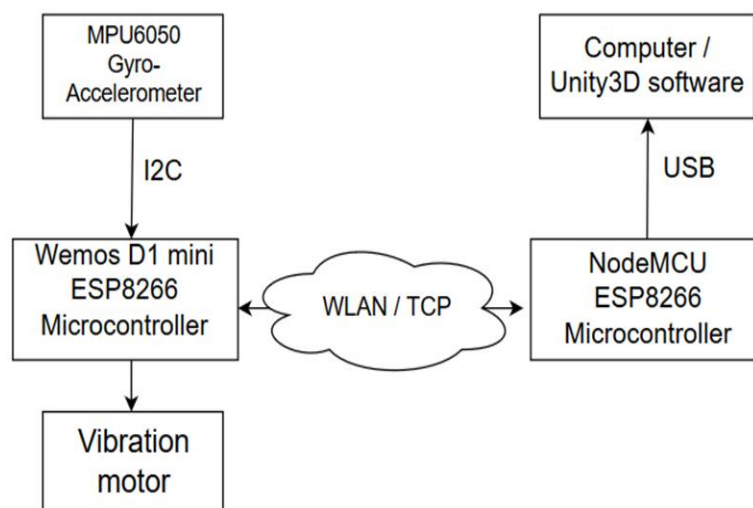 MPU6050
Gyro-
Accelerometer
Computer /
Unity3D software
I2C
USB
Wemos D1 mini
ESP8266
Microcontroller
WLAN / TCP
NodeMCU
ESP8266
Microcontroller
Vibration
motor